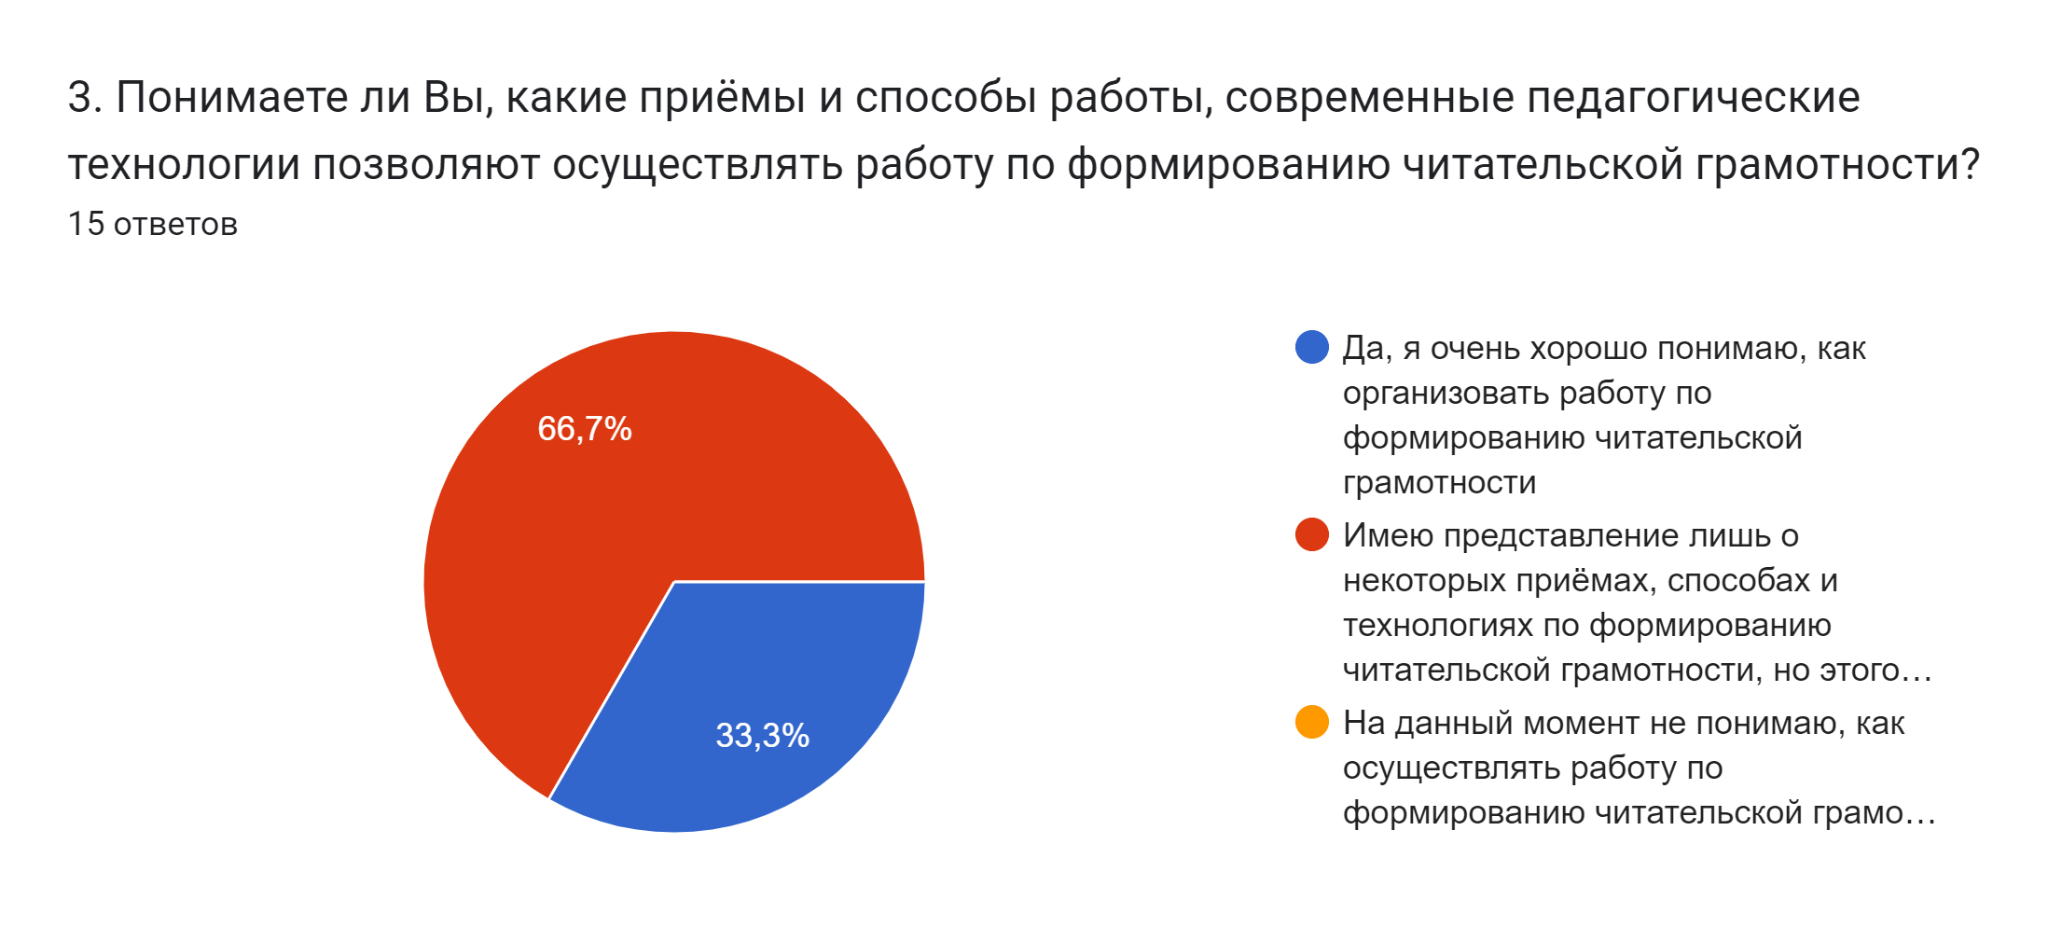 3. Понимаете ли Вы, какие приёмы и способы работы, современные педагогические
технологии позволяют осуществлять работу по формированию читательской грамотности?
15 ответов
66,7%
33,3%
Да, я очень хорошо понимаю, как
организовать работу по
формированию читательской
грамотности
Имею представление лишь о
некоторых приёмах, способах и
технологиях по формированию
читательской грамотности, но этого…
На данный момент не понимаю, как
осуществлять работу по
формированию читательской грамо…